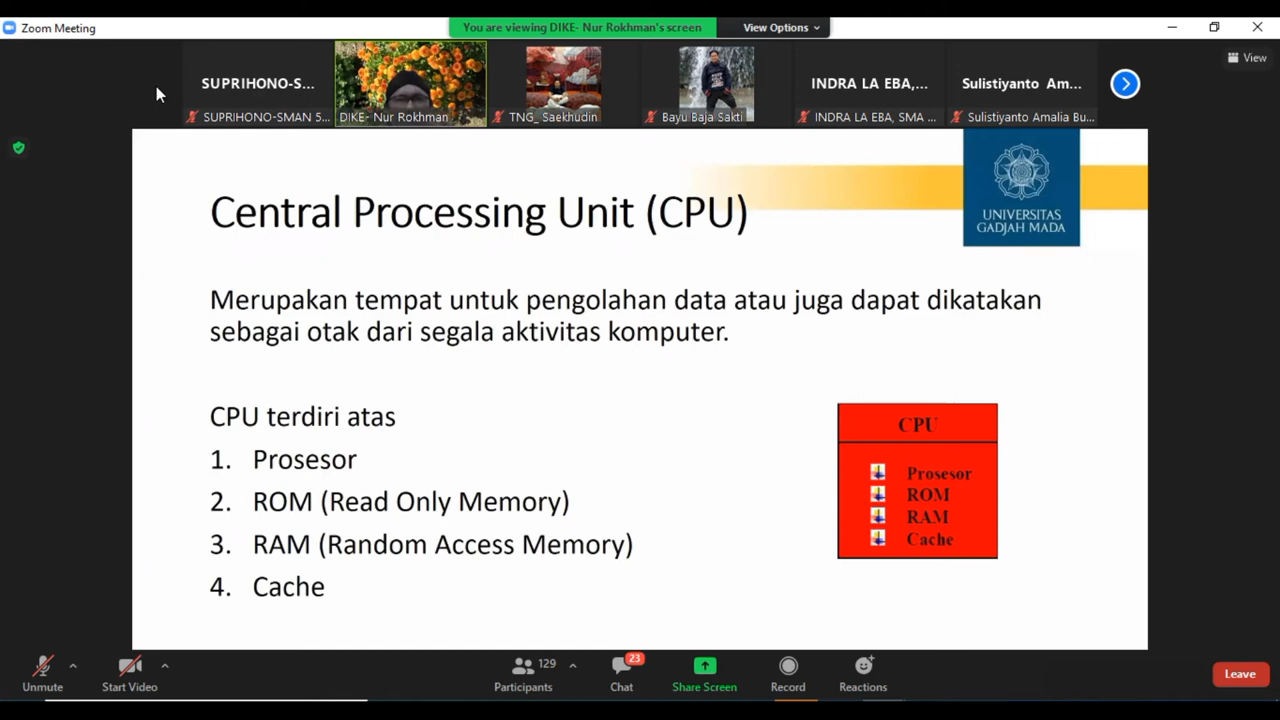 Zoom Meeting
You are viewing DIKE- Nur Rokhman's screen
View Options
View
SUPRIHONO-S...
INDRA LA EBA,...
Sulistiyanto Am...
SUPRIHONO-SMAN 5...
DIKE- Nur Rokhman
TNG_ Saekhudin
Bayu Baja Sakti
INDRA LA EBA, SMA ...
Sulistiyanto Amalia Bu...
Central Processing Unit (CPU)
UNIVERSITAS
GADJAH MADA
Merupakan tempat untuk pengolahan data atau juga dapat dikatakan
sebagai otak dari segala aktivitas komputer.
CPU terdiri atas
1. Prosesor
2. ROM (Read Only Memory)
3. RAM (Random Access Memory)
4. Cache
CPU
Prosesor
ROM
RAM
Cache
Unmute
Start Video
129
Participants
23
Chat
Share Screen
Record
Reactions
Leave